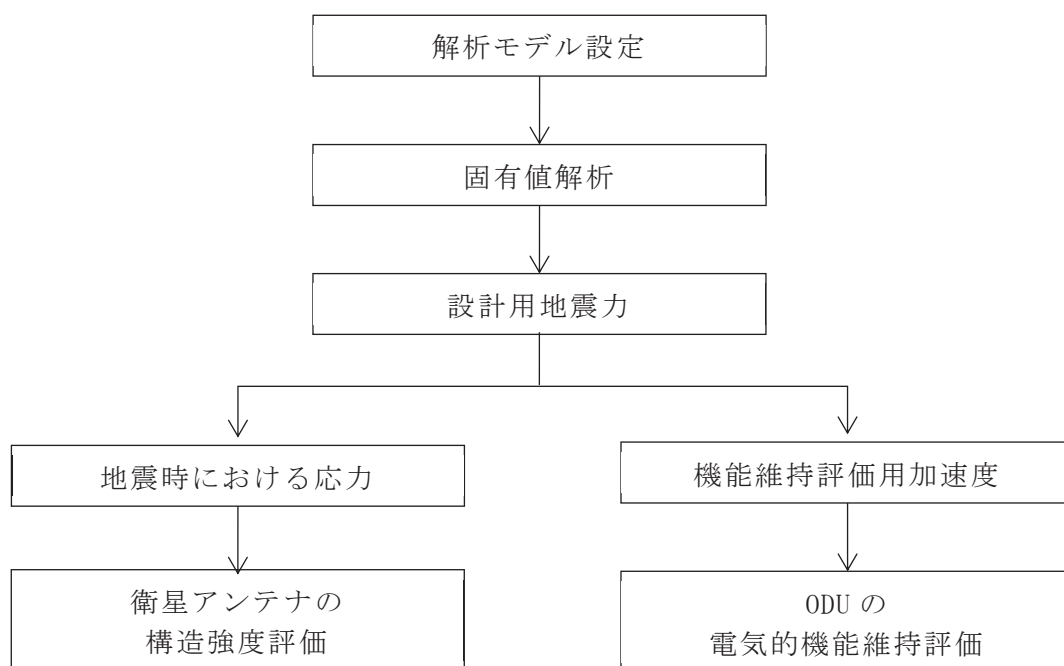 解析モデル設定
固有値解析
設計用地震力
地震時における応力
機能維持評価用加速度
衛星アンテナの
構造強度評価
ODU の
電気的機能維持評価